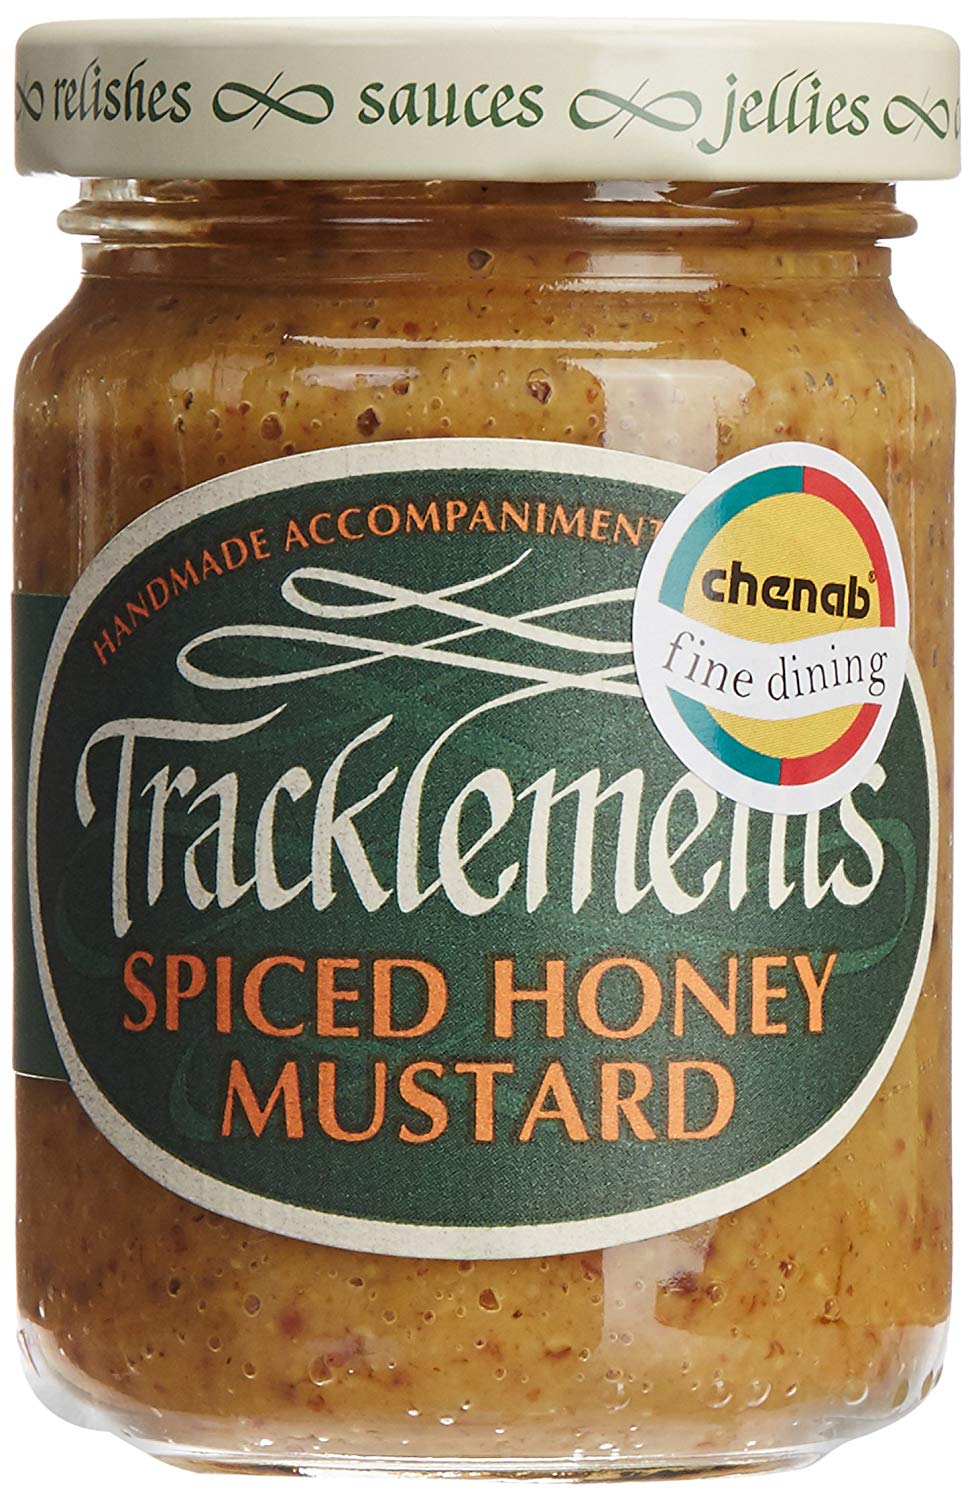 relishes sauces jellies
HANDMADE ACCOMPANIMENT
chenab®
fine dining
Tracklements
SPICED HONEY
MUSTARD